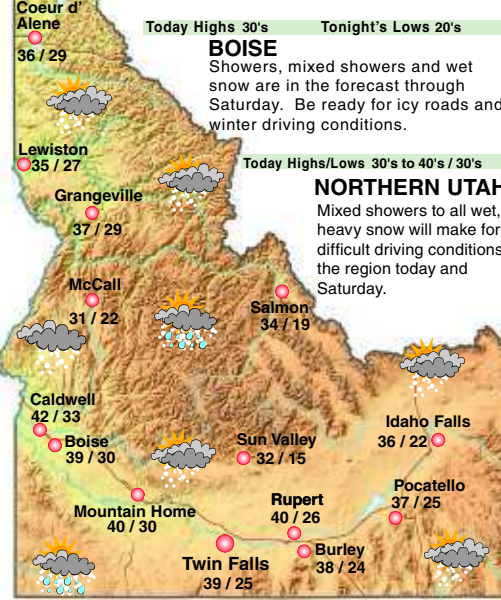 Coeur d'
Alene
36 / 29
Today Highs 30's Tonight's Lows 20's
BOISE
Showers, mixed showers and wet
snow are in the forecast through
Saturday. Be ready for icy roads and
winter driving conditions.
Today Highs/Lows 30's to 40's / 30's
NORTHERN UTAH
Mixed showers to all wet,
heavy snow will make for
difficult driving conditions
the region today and
Saturday.
Lewiston
35 / 27
Grangeville
37 / 29
McCall
31 / 22
Salmon
34 / 19
Caldwell
42 / 33
Boise
39 / 30
Sun Valley
32 / 15
Idaho Falls
36 / 22
Mountain Home
40 / 30
Rupert
40 / 26
Pocatello
37 / 25
Twin Falls
39 / 25
Burley
38 / 24